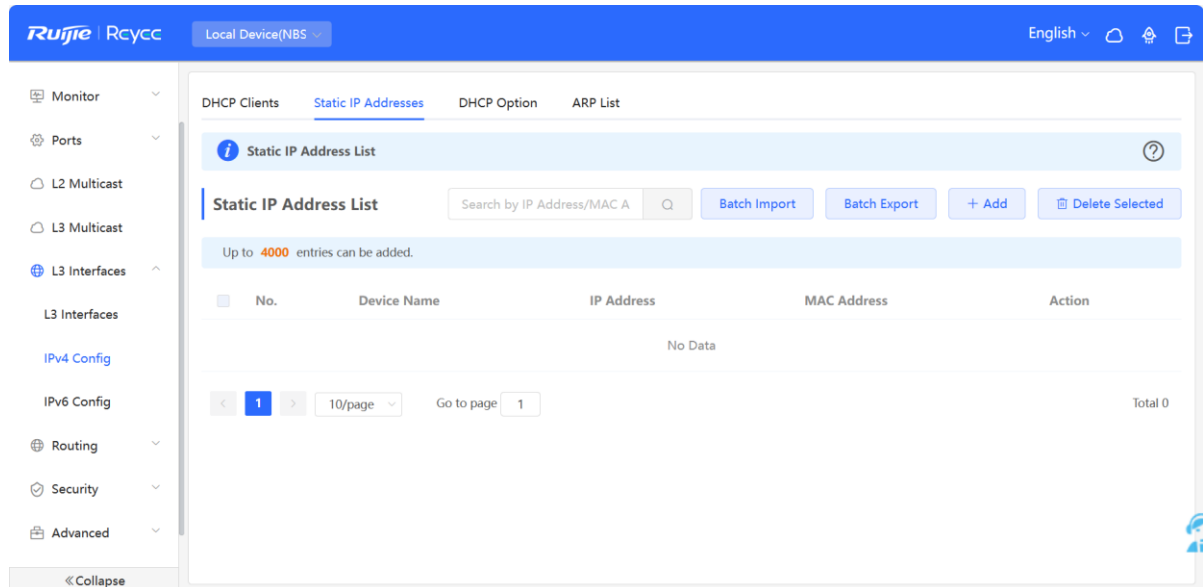 Ruijie | Rcycc Local Device(NBS English
Monitor
Ports
L2 Multicast
L3 Multicast
L3 Interfaces
L3 Interfaces
IPv4 Config
IPv6 Config
Routing
Security
Advanced
Collapse
DHCP Clients Static IP Addresses DHCP Option ARP List
i Static IP Address List ?
Static IP Address List Search by IP Address/MAC A Batch Import Batch Export + Add Delete Selected
Up to 4000 entries can be added.
No. Device Name IP Address MAC Address Action
No Data
< 1 > 10/page Go to page 1 Total 0